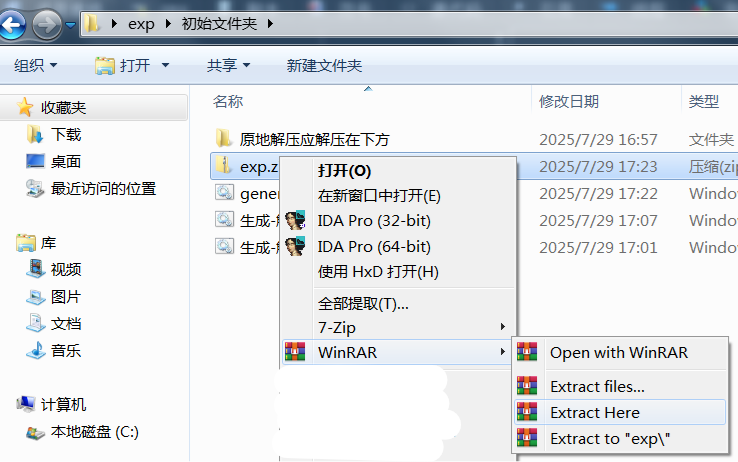 exp 初始文件夹
组织 打开 共享 新建文件夹
收藏夹
下载
桌面
最近访问的位置
库
视频
图片
文档
音乐
计算机
本地磁盘 (C:)
名称 修改日期 类型
原地解压应解压在下方 2025/7/29 16:57 文件夹
exp.z 2025/7/29 17:23 压缩(zip
gener 2025/7/29 17:22 Windo
生成- 2025/7/29 17:07 Windo
生成- 2025/7/29 17:01 Windo
打开(O)
在新窗口中打开(E)
IDA Pro (32-bit)
IDA Pro (64-bit)
使用 HxD 打开(H)
全部提取(T)...
7-Zip
WinRAR
Open with WinRAR
Extract files...
Extract Here
Extract to "exp\"